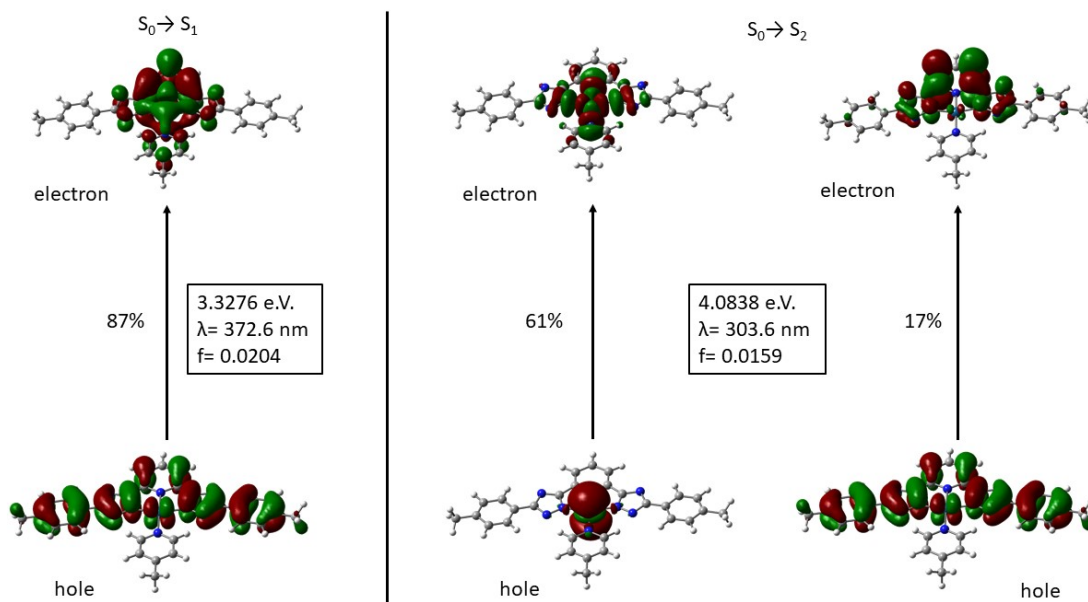 S₀→ S₁
electron
87%
3.3276 e.V.
λ= 372.6 nm
f= 0.0204
hole
S₀→ S₂
electron
electron
61%
4.0838 e.V.
λ= 303.6 nm
f= 0.0159
17%
hole
hole